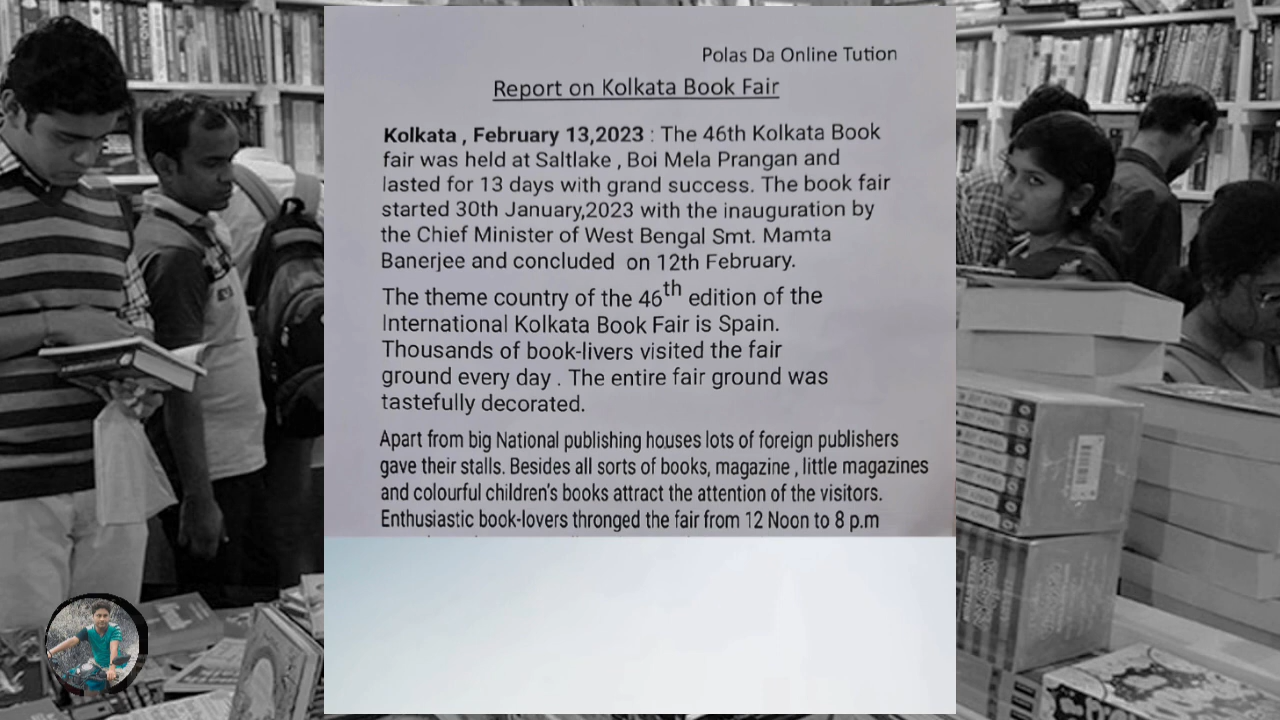 Polas Da Online Tution
Report on Kolkata Book Fair
Kolkata , February 13,2023 : The 46th Kolkata Book
fair was held at Saltlake , Boi Mela Prangan and
lasted for 13 days with grand success. The book fair
started 30th January,2023 with the inauguration by
the Chief Minister of West Bengal Smt. Mamta
Banerjee and concluded on 12th February.
The theme country of the 46th edition of the
International Kolkata Book Fair is Spain.
Thousands of book-livers visited the fair
ground every day . The entire fair ground was
tastefully decorated.
Apart from big National publishing houses lots of foreign publishers
gave their stalls. Besides all sorts of books, magazine , little magazines
and colourful children's books attract the attention of the visitors.
Enthusiastic book-lovers thronged the fair from 12 Noon to 8 p.m